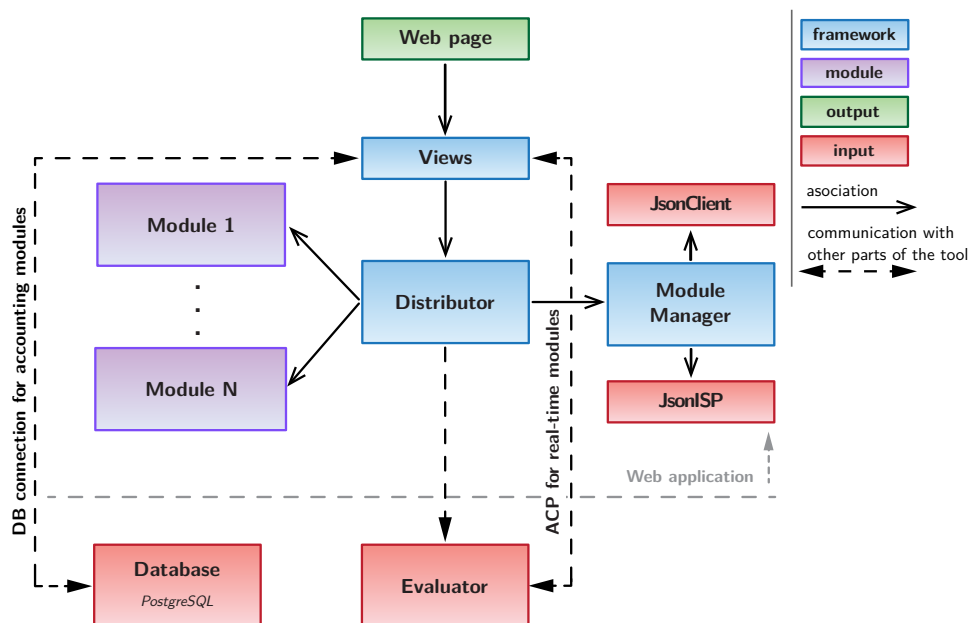 Web page
Views
Module 1
Distributor
Module N
Module
Manager
JsonClient
JsonISP
Web application
DB connection for accounting modules
ACP for real-time modules
Database
PostgreSQL
Evaluator
framework
module
output
input
asociation
communication with
other parts of the tool